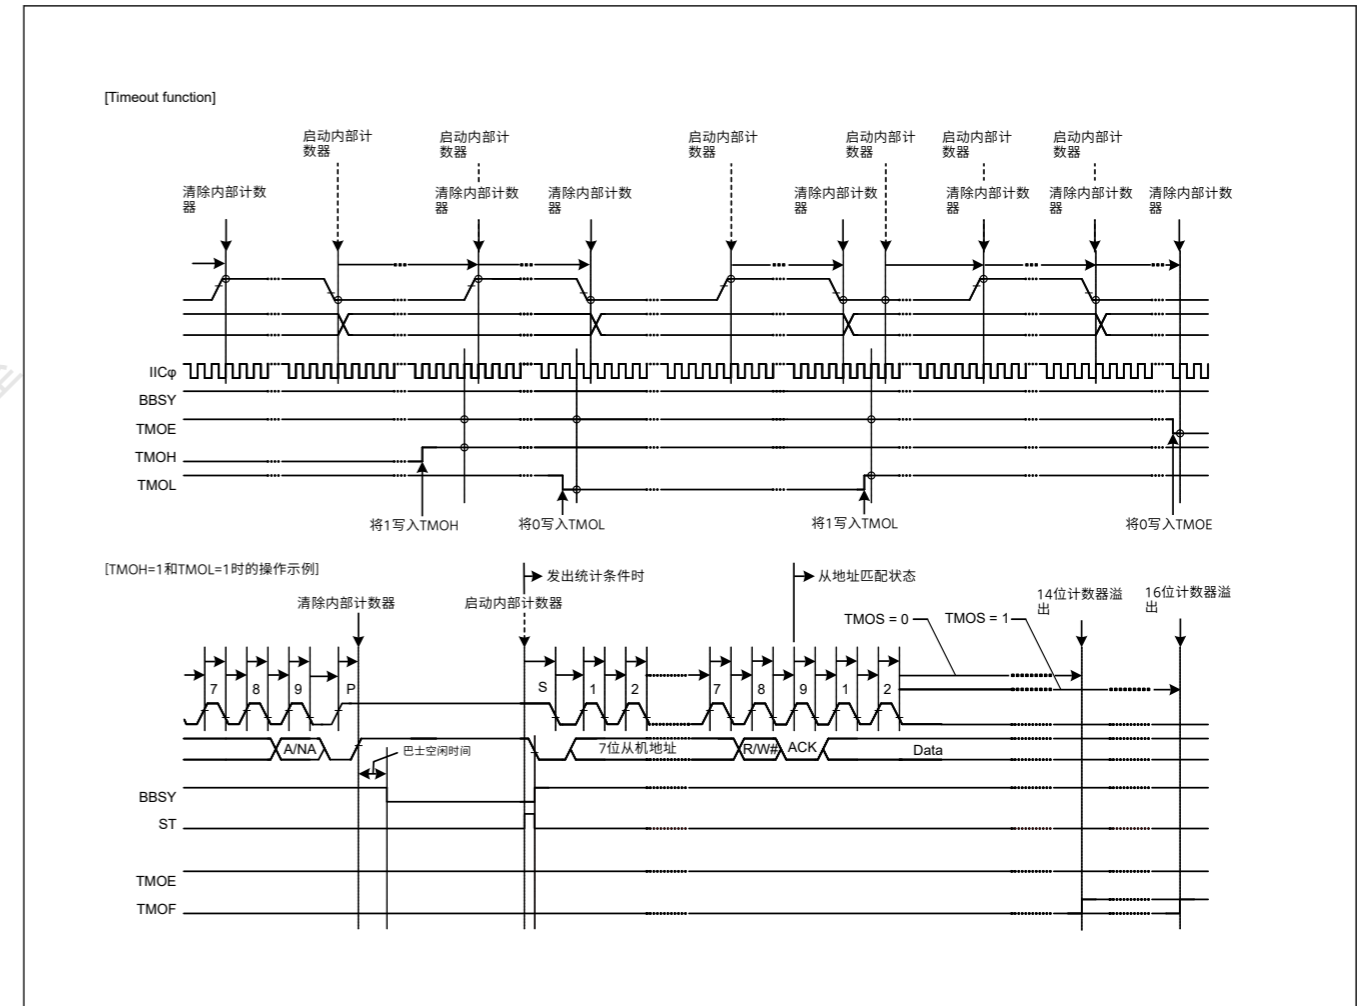 [Timeout function]
启动内部计
数器
启动内部计
数器
启动内部计
数器
启动内部计
数器
启动内部计
数器
启动内部计
数器
清除内部计数
器
清除内部计数
器
清除内部计数
器
清除内部计数
器
清除内部计数
器
清除内部计数
器
清除内部计数
器
IICφ
BBSY
TMOE
TMOH
TMOL
将1写入TMOH
将0写入TMOL
将1写入TMOL
将0写入TMOE
[TMOH=1和TMOL=1时的操作示例]
发出统计条件时
从地址匹配状态
清除内部计数器
启动内部计数器
14位计数器溢
出
16位计数器溢
出
TMOS = 0
TMOS = 1
7 8 9 P S 1 2 7 8 9 1 2
A/NA
巴士空闲时间
7位从机地址
R/W#
ACK
Data
BBSY
ST
TMOE
TMOF